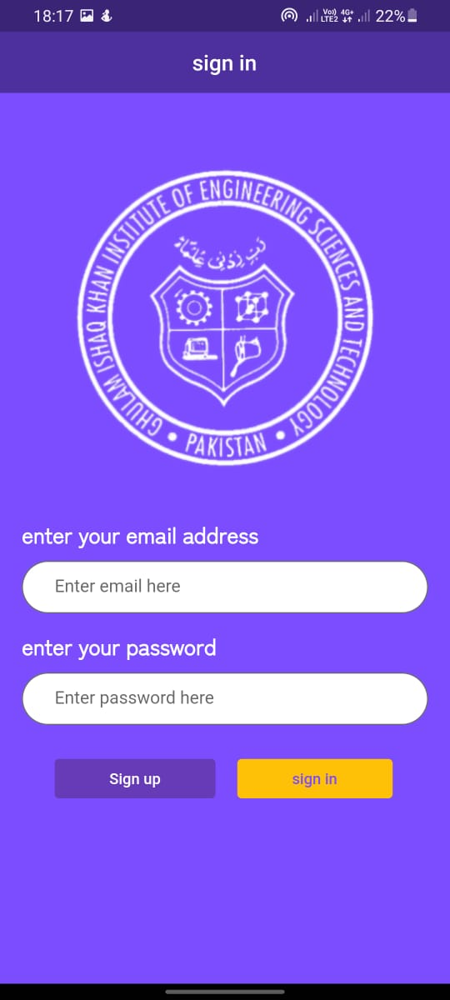 18:17
Vo)) 4G+
LTE2
22%
sign in
GHULAM ISHAQ KHAN INSTITUTE OF ENGINEERING SCIENCES AND TECHNOLOGY
رَبِّ زِدْنِي عِلْمًا
• PAKISTAN •
enter your email address
Enter email here
enter your password
Enter password here
Sign up
sign in